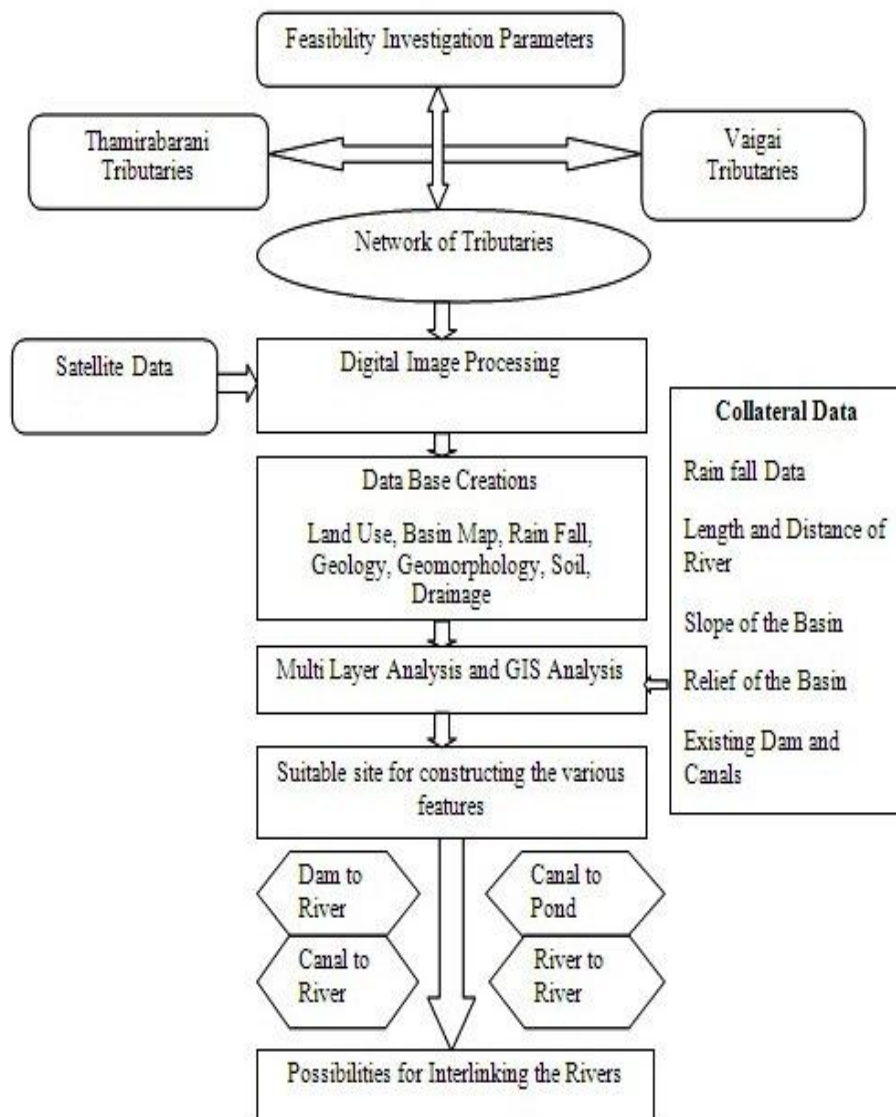 Feasibility Investigation Parameters
Thamirabarani
Tributaries
Vaigai
Tributaries
Network of Tributaries
Satellite Data
Digital Image Processing
Data Base Creations
Land Use, Basin Map, Rain Fall,
Geology, Geomorphology, Soil,
Drainage
Collateral Data
Rain fall Data
Length and Distance of
River
Slope of the Basin
Relief of the Basin
Existing Dam and
Canals
Multi Layer Analysis and GIS Analysis
Suitable site for constructing the various
features
Dam to
River
Canal to
Pond
Canal to
River
River to
River
Possibilities for Interlinking the Rivers